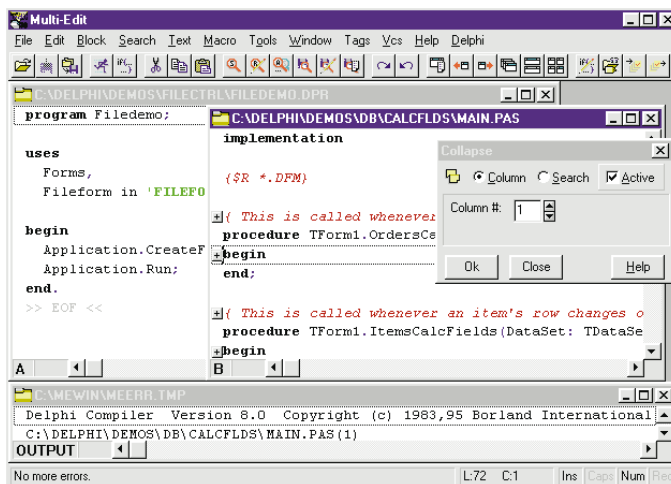 Multi-Edit
File Edit Block Search Text Macro Tools Window Tags Vcs Help Delphi
C:\DELPHI\DEMOS\FILECTRL\FILEDEMO.DPR
program Filedemo;
uses
Forms,
Fileform in 'FILEFO
begin
Application.CreateF
Application.Run;
end.
>> EOF <<
A
C:\DELPHI\DEMOS\DB\CALCFLDS\MAIN.PAS
implementation
{$R *.DFM}
{ This is called whenever
procedure TForm1.OrdersCa
begin
end;
{ This is called whenever an item's row changes o
procedure TForm1.ItemsCalcFields(DataSet: TDataSe
begin
B
Collapse
Column Search Active
Column #: 1
Ok Close Help
C:\MEWIN\MEERR.TMP
Delphi Compiler Version 8.0 Copyright (c) 1983,95 Borland International
C:\DELPHI\DEMOS\DB\CALCFLDS\MAIN.PAS(1)
OUTPUT
No more errors. L:72 C:1 Ins Caps Num Rec